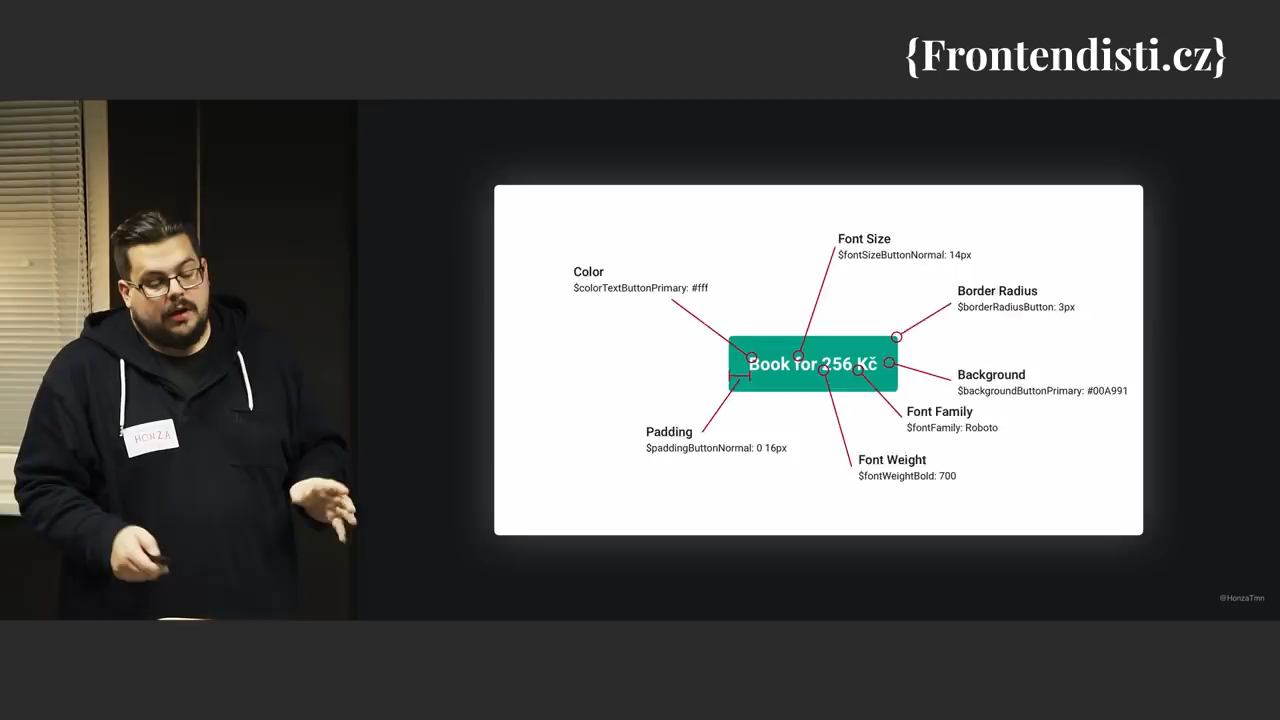 {Frontendisti.cz}
Font Size
$fontSizeButtonNormal: 14px
Color
$colorTextButtonPrimary: #fff
Border Radius
$borderRadiusButton: 3px
Book for 256 Kč
Background
$backgroundButtonPrimary: #00A991
Font Family
$fontFamily: Roboto
Padding
$paddingButtonNormal: 0 16px
Font Weight
$fontWeightBold: 700
HONZA
@HonzaTmn